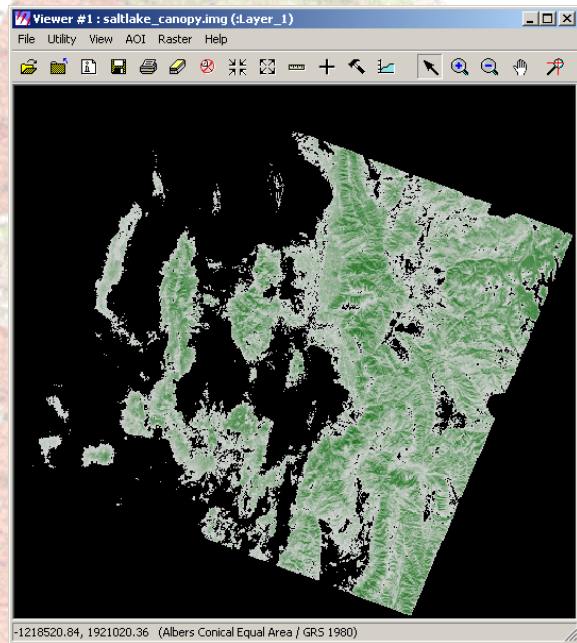 Viewer #1 : saltlake_canopy.img (:Layer_1)
File Utility View AOI Raster Help
-1218520.84, 1921020.36 (Albers Conical Equal Area / GRS 1980)